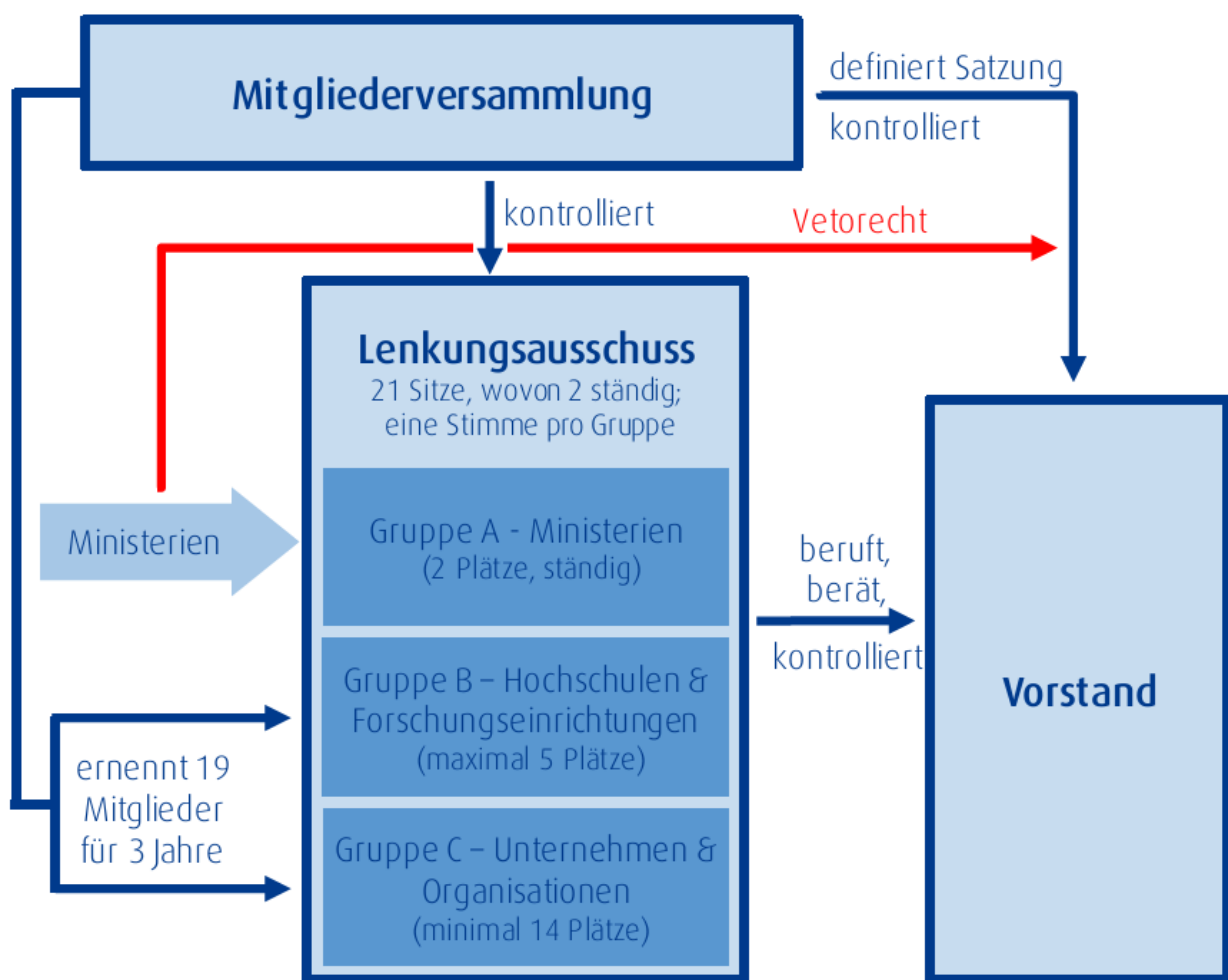 Mitgliederversammlung
definiert Satzung
kontrolliert
kontrolliert
Vetorecht
Lenkungsausschuss
21 Sitze, wovon 2 ständig;
eine Stimme pro Gruppe
Ministerien
Gruppe A - Ministerien
(2 Plätze, ständig)
beruft,
berät,
kontrolliert
Gruppe B – Hochschulen &
Forschungseinrichtungen
(maximal 5 Plätze)
Vorstand
ernennt 19
Mitglieder
für 3 Jahre
Gruppe C – Unternehmen &
Organisationen
(minimal 14 Plätze)